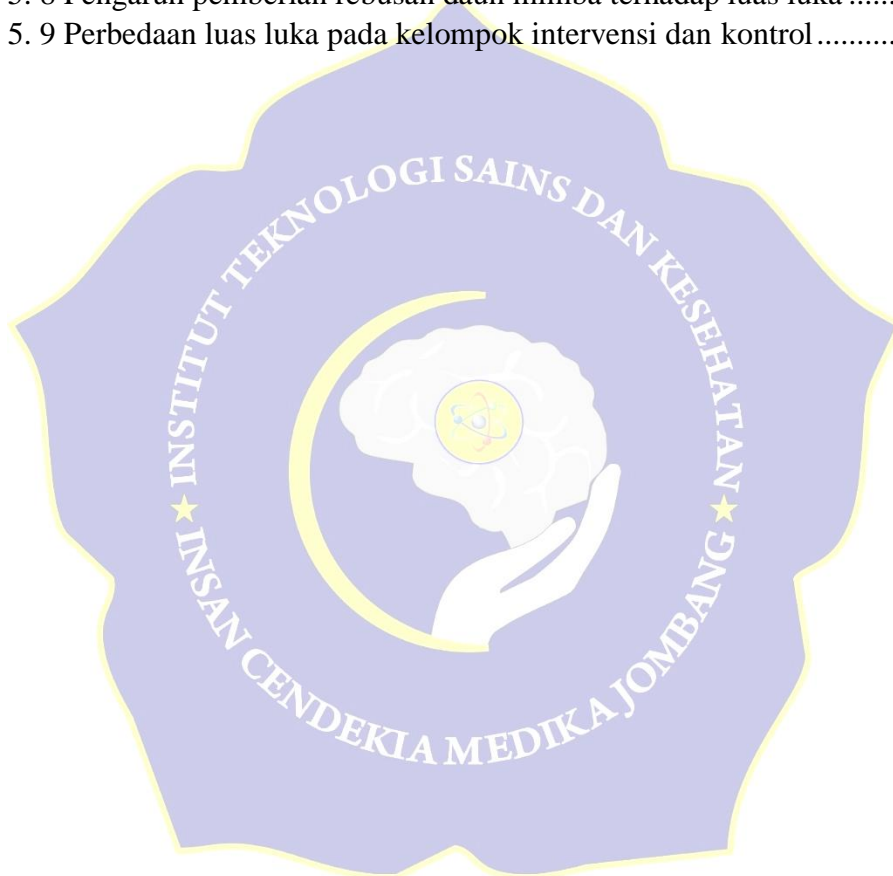 5. 8 Pengaruh pemberian rebusan daun mimba terhadap luas luka ......
5. 9 Perbedaan luas luka pada kelompok intervensi dan kontrol ..........
INSTITUT TEKNOLOGI SAINS DAN KESEHATAN
INSAN CENDEKIA MEDIKA JOMBANG